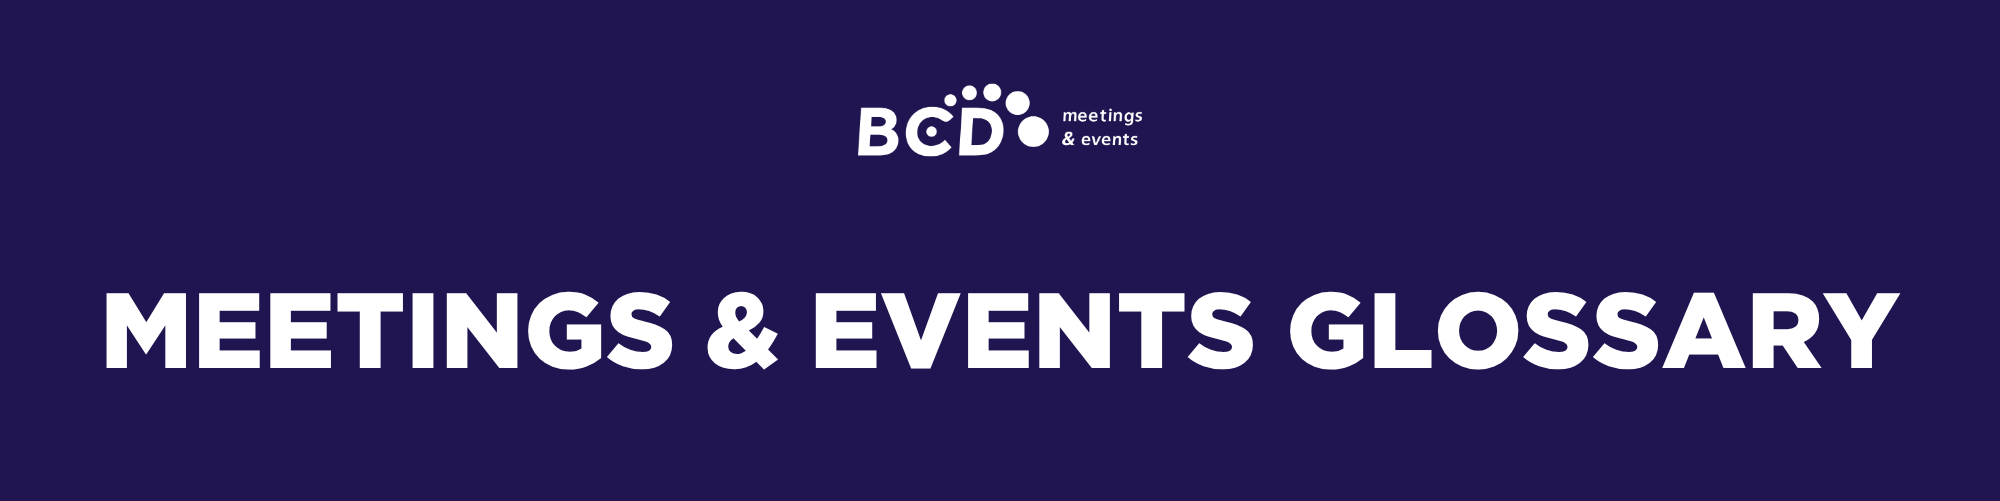 BCD
meetings
& events
MEETINGS & EVENTS GLOSSARY